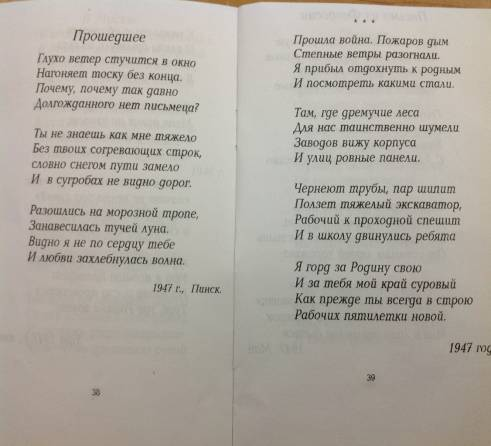 Прошедшее
Глухо ветер стучится в окно
Нагоняет тоску без конца.
Почему, почему так давно
Долгожданного нет письмеца?
Ты не знаешь как мне тяжело
Без твоих согревающих строк,
словно снегом пути замело
И в сугробах не видно дорог.
Разошлись на морозной тропе,
Занавесилась тучей луна.
Видно я не по сердцу тебе
И любви захлебнулась волна.
1947 г., Пинск.
38
* * *
Прошла война. Пожаров дым
Степные ветры разогнали.
Я прибыл отдохнуть к родным
И посмотреть какими стали.
Там, где дремучие леса
Для нас таинственно шумели
Заводов вижу корпуса
И улиц ровные панели.
Чернеют трубы, пар шипит
Ползет тяжелый экскаватор,
Рабочий к проходной спешит
И в школу двинулись ребята
Я горд за Родину свою
И за тебя мой край суровый
Как прежде ты всегда в строю
Рабочих пятилетки новой.
1947 год
39